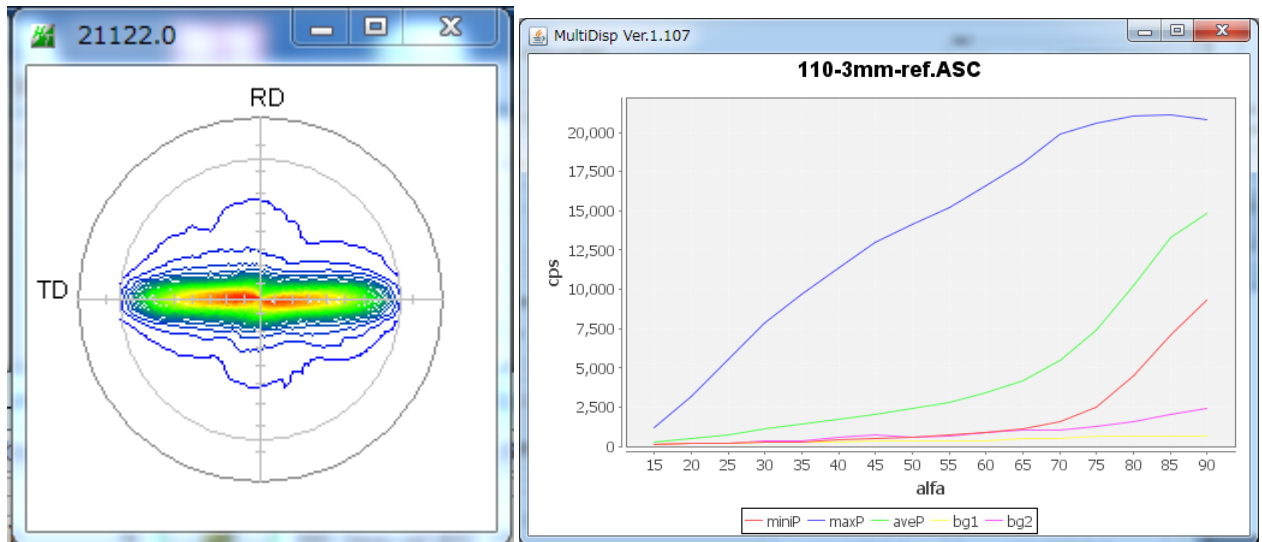 21122.0
RD
TD
MultiDisp Ver.1.107
110-3mm-ref.ASC
20,000
17,500
15,000
12,500
10,000
7,500
5,000
2,500
0
cps
15 20 25 30 35 40 45 50 55 60 65 70 75 80 85 90
alfa
miniP maxP aveP bg1 bg2